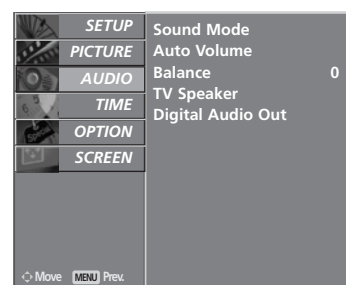 SETUP
PICTURE
AUDIO
TIME
OPTION
SCREEN
Sound Mode
Auto Volume
Balance 0
TV Speaker
Digital Audio Out
Move MENU Prev.